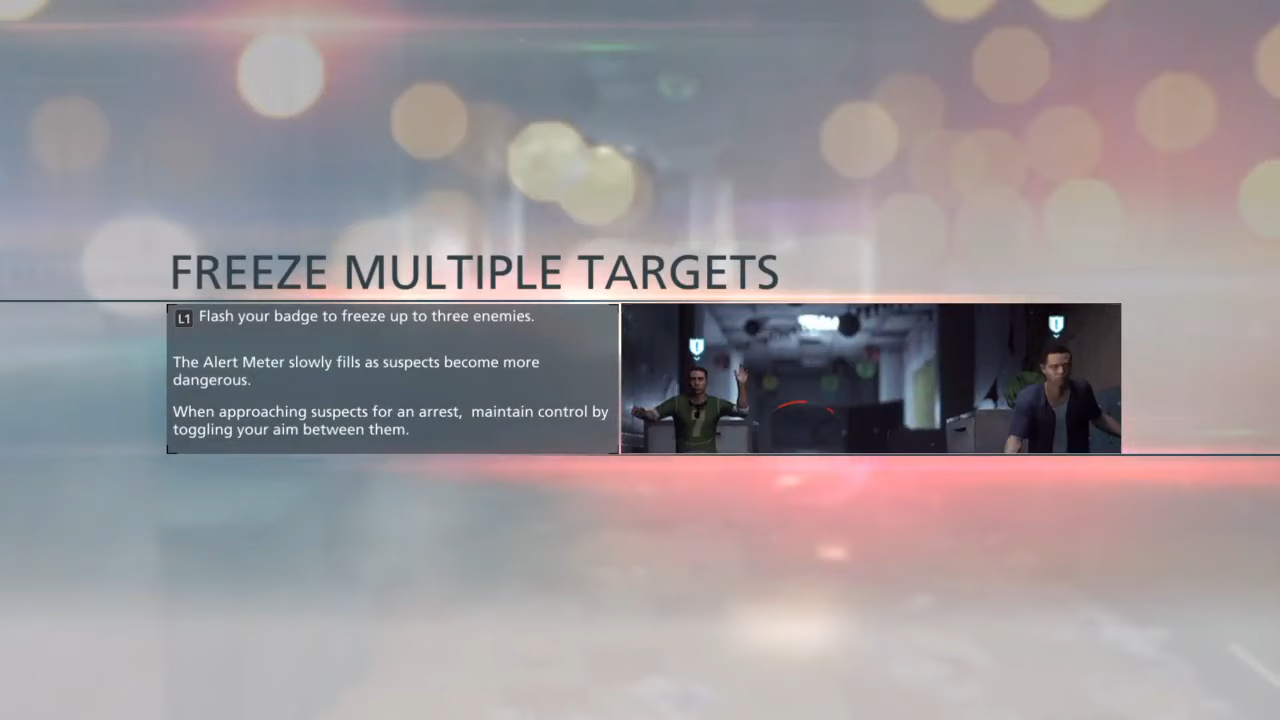 FREEZE MULTIPLE TARGETS
L1 Flash your badge to freeze up to three enemies.
The Alert Meter slowly fills as suspects become more
dangerous.
When approaching suspects for an arrest,  maintain control by
toggling your aim between them.